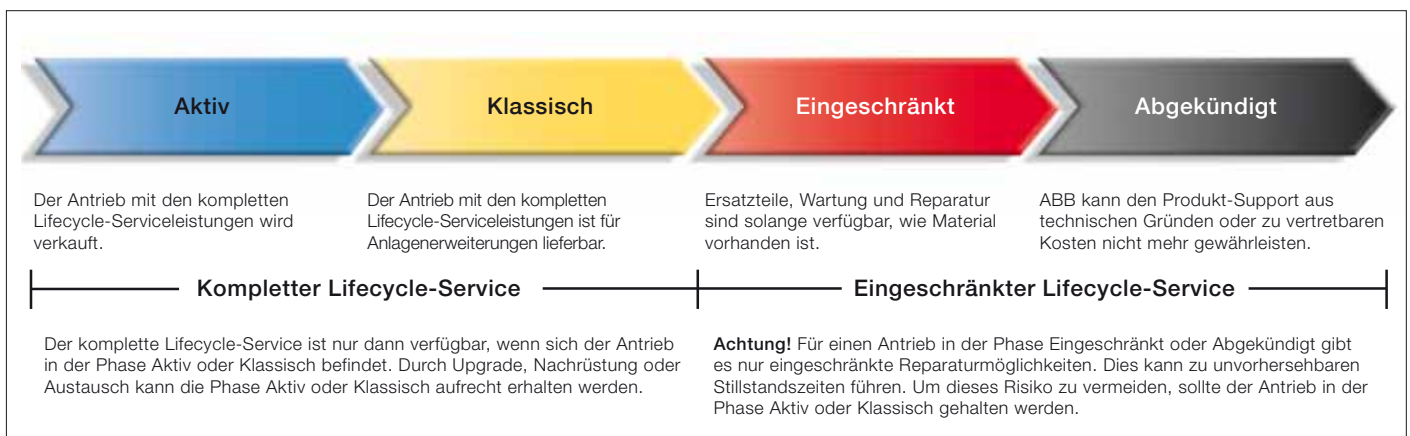 Aktiv
Klassisch
Eingeschränkt
Abgekündigt
Der Antrieb mit den kompletten
Lifecycle-Serviceleistungen wird
verkauft.
Der Antrieb mit den kompletten
Lifecycle-Serviceleistungen ist für
Anlagenerweiterungen lieferbar.
Ersatzteile, Wartung und Reparatur
sind solange verfügbar, wie Material
vorhanden ist.
ABB kann den Produkt-Support aus
technischen Gründen oder zu vertretbaren
Kosten nicht mehr gewährleisten.
Kompletter Lifecycle-Service
Eingeschränkter Lifecycle-Service
Der komplette Lifecycle-Service ist nur dann verfügbar, wenn sich der Antrieb
in der Phase Aktiv oder Klassisch befindet. Durch Upgrade, Nachrüstung oder
Austausch kann die Phase Aktiv oder Klassisch aufrecht erhalten werden.
Achtung! Für einen Antrieb in der Phase Eingeschränkt oder Abgekündigt gibt
es nur eingeschränkte Reparaturmöglichkeiten. Dies kann zu unvorhersehbaren
Stillstandszeiten führen. Um dieses Risiko zu vermeiden, sollte der Antrieb in der
Phase Aktiv oder Klassisch gehalten werden.